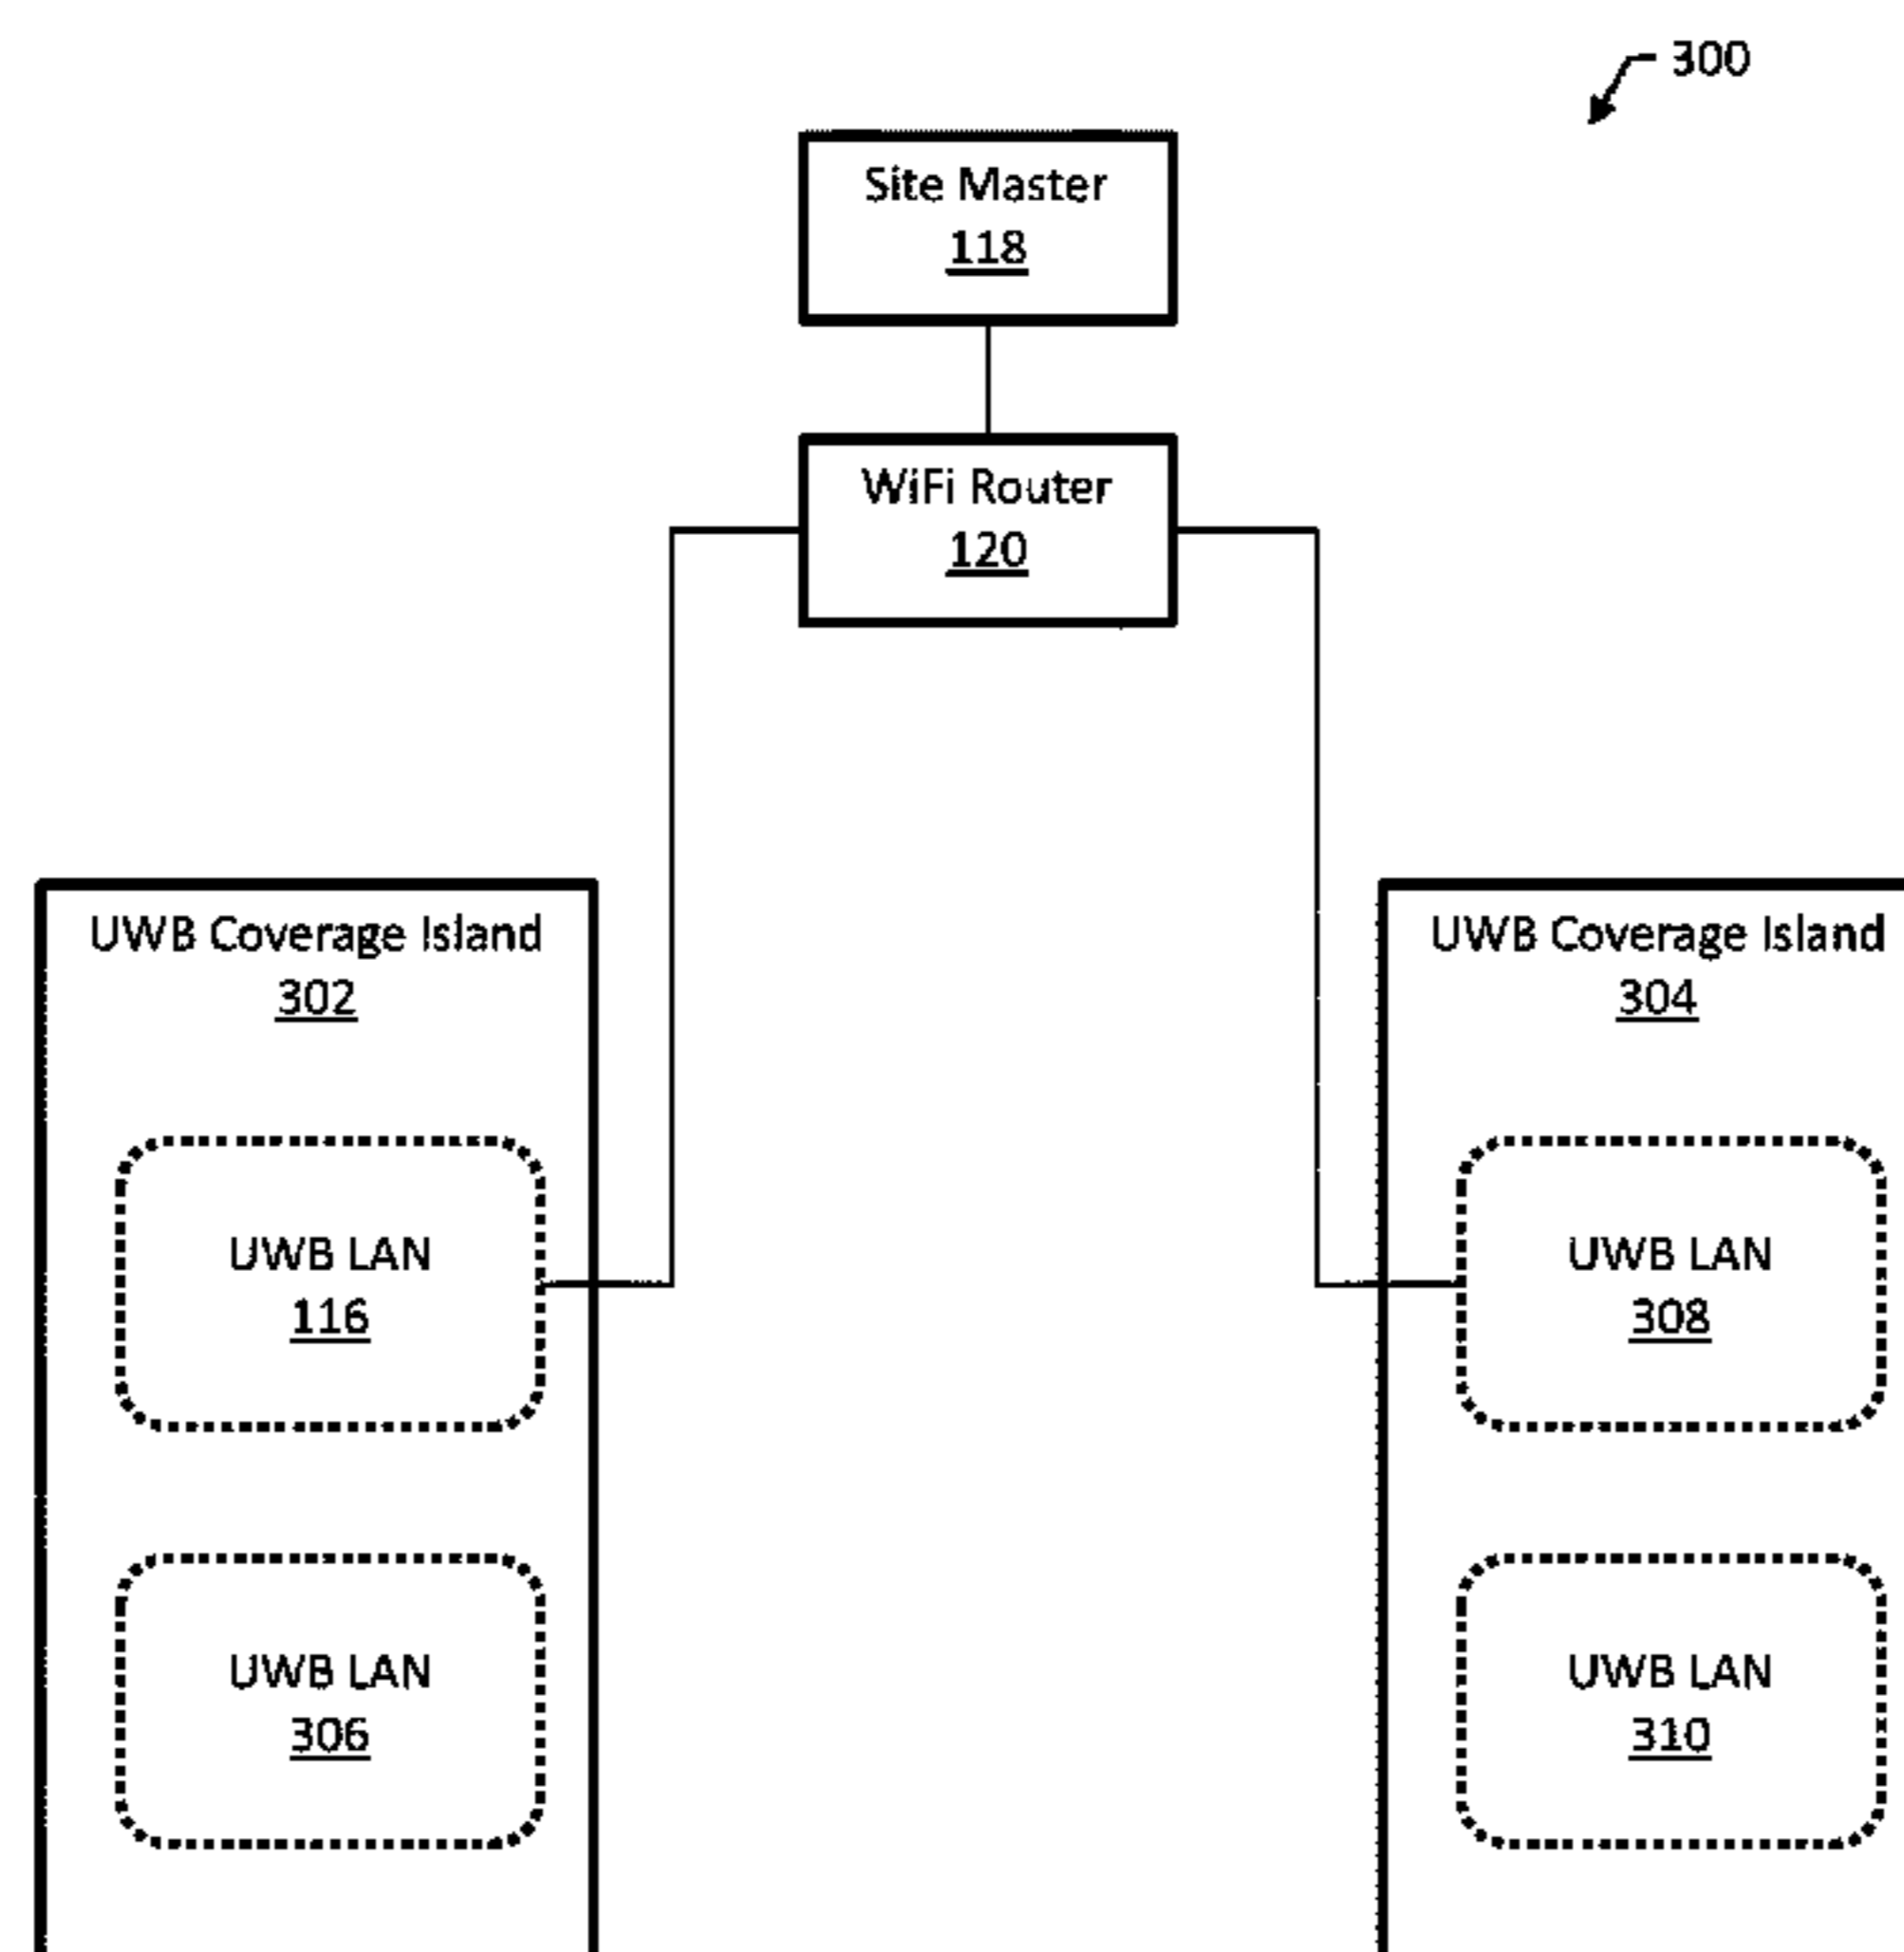 300
Site Master
118
WiFi Router
120
UWB Coverage Island
302
UWB Coverage Island
304
UWB LAN
116
UWB LAN
308
UWB LAN
306
UWB LAN
310